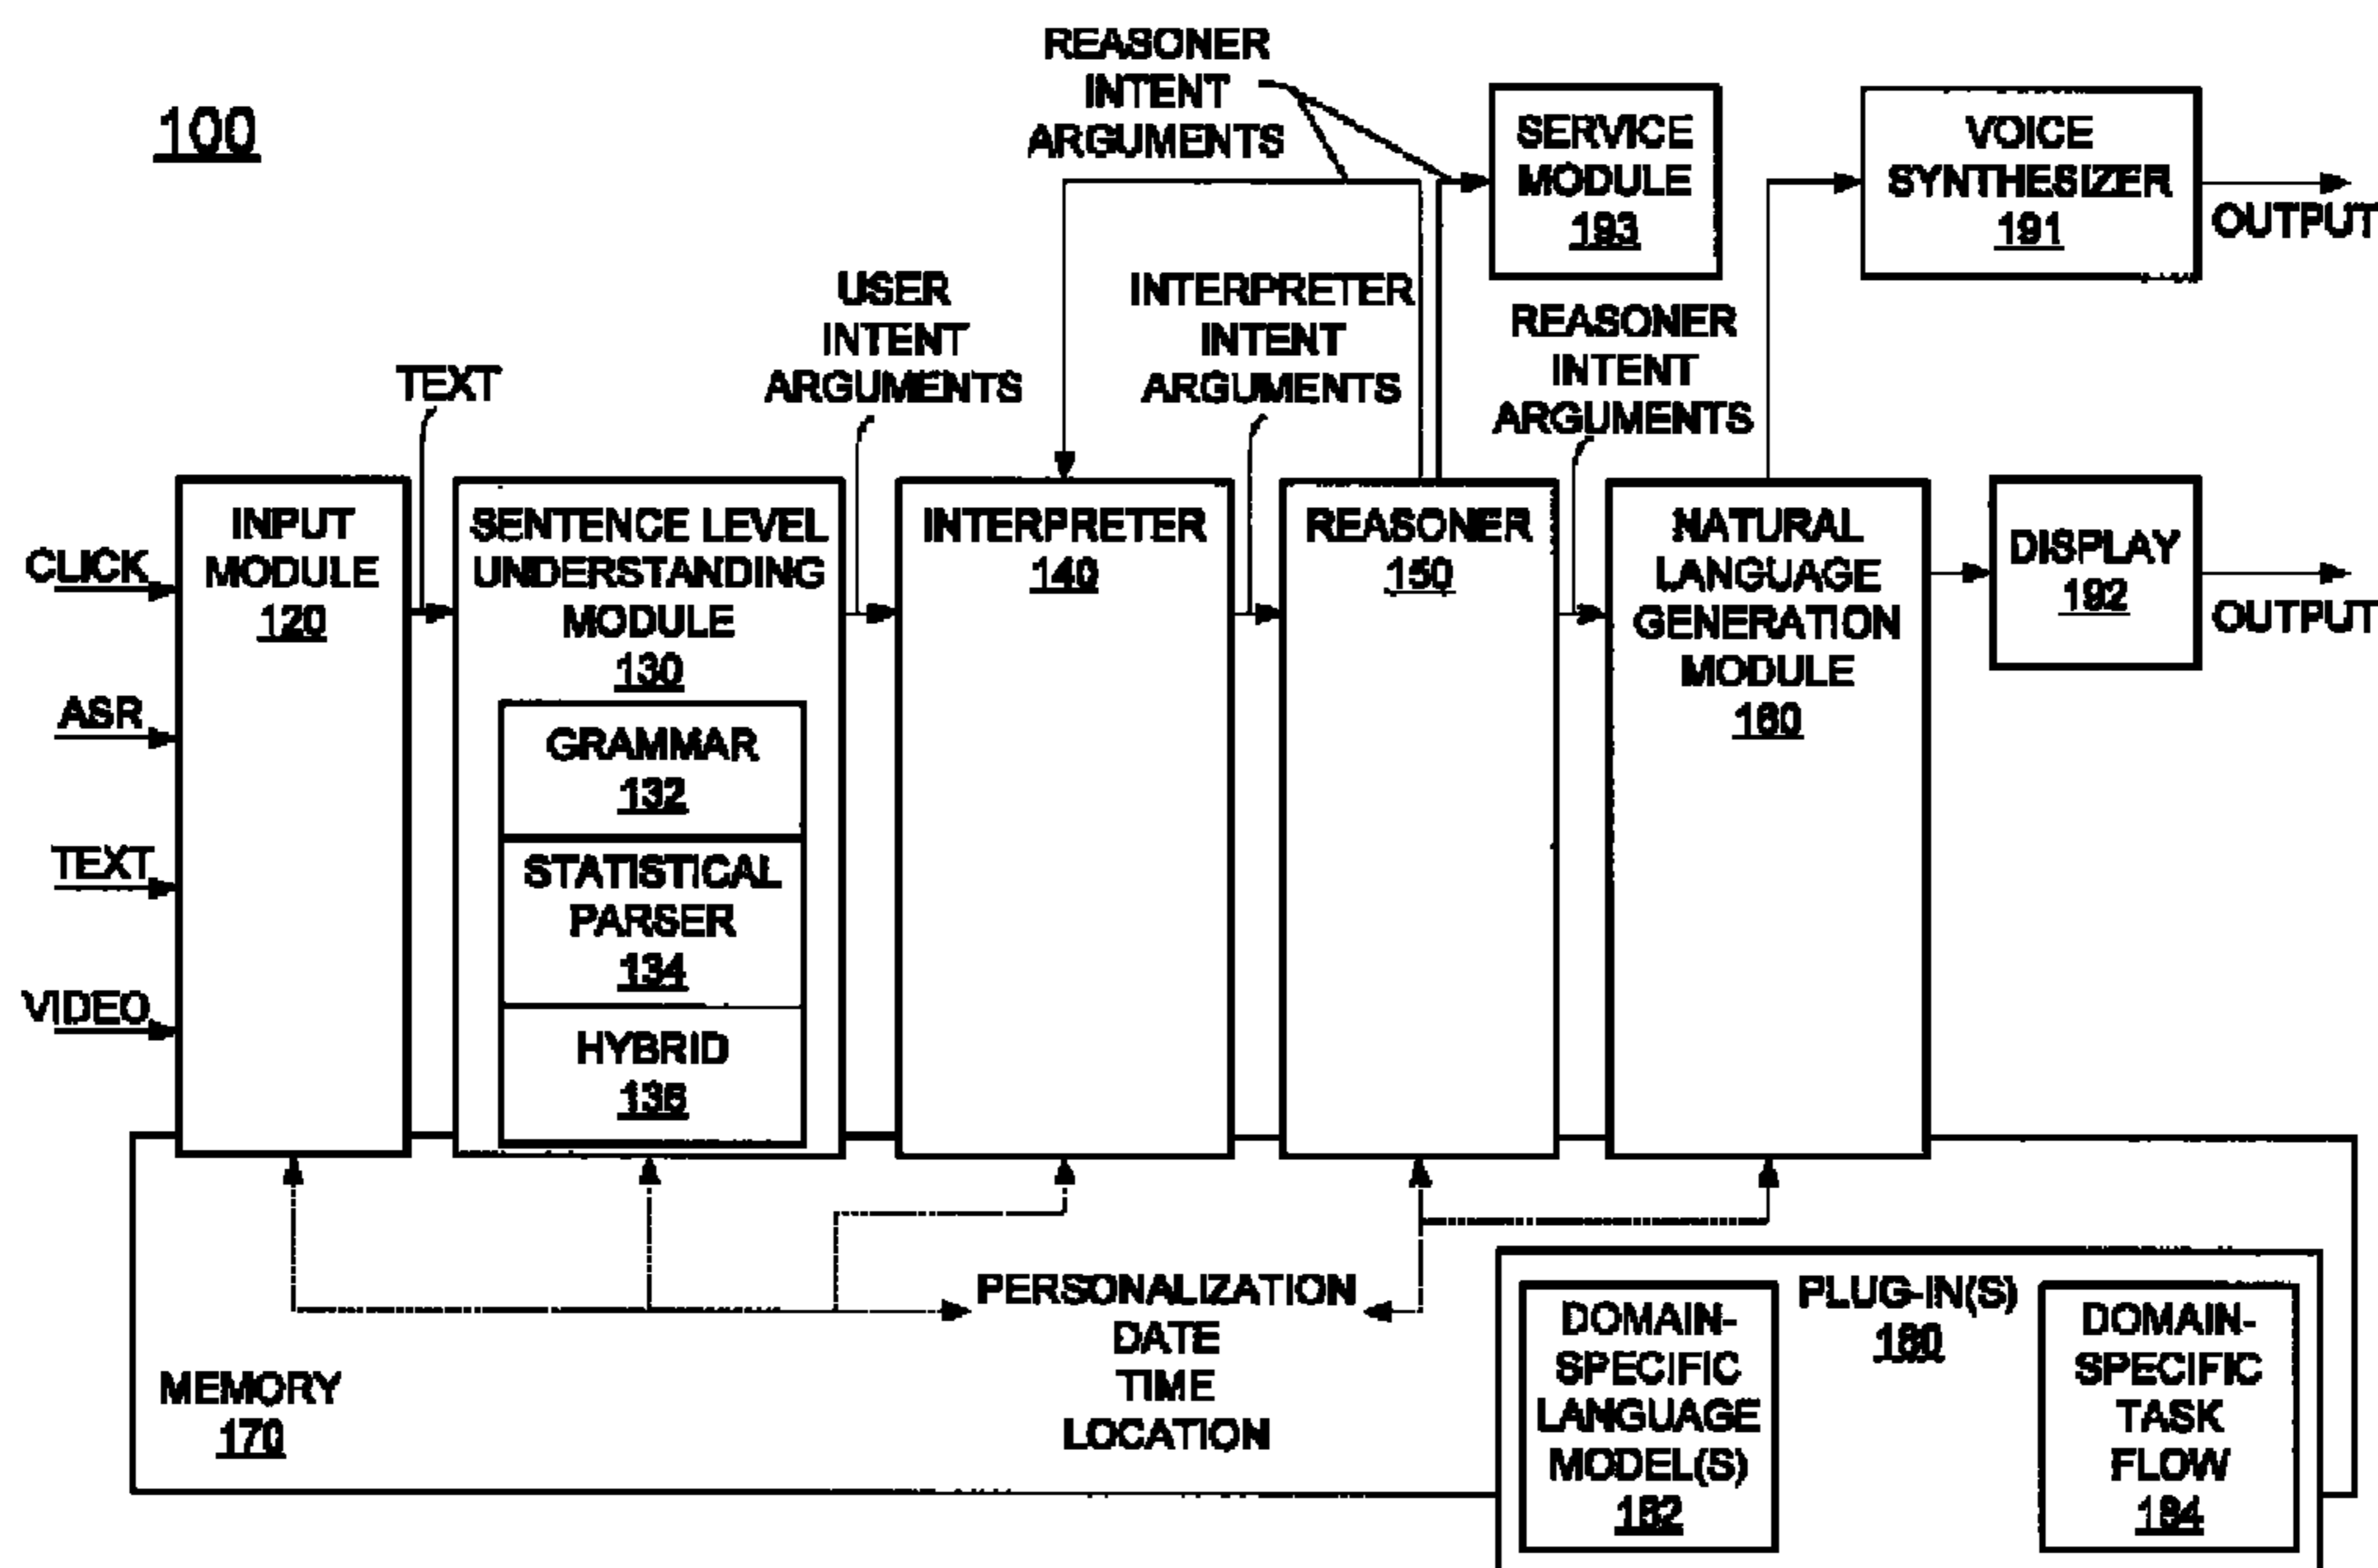 100
REASONER
INTENT
ARGUMENTS
SERVICE
MODULE
193
VOICE
SYNTHESIZER
191
OUTPUT
TEXT
USER
INTENT
ARGUMENTS
INTERPRETER
INTENT
ARGUMENTS
REASONER
INTENT
ARGUMENTS
CLICK
ASR
TEXT
VIDEO
INPUT
MODULE
120
SENTENCE LEVEL
UNDERSTANDING
MODULE
130
GRAMMAR
132
STATISTICAL
PARSER
134
HYBRID
136
INTERPRETER
140
REASONER
150
NATURAL
LANGUAGE
GENERATION
MODULE
160
DISPLAY
192
OUTPUT
MEMORY
170
PERSONALIZATION
DATE
TIME
LOCATION
PLUG-IN(S)
180
DOMAIN-
SPECIFIC
LANGUAGE
MODEL(S)
182
DOMAIN-
SPECIFIC
TASK
FLOW
184